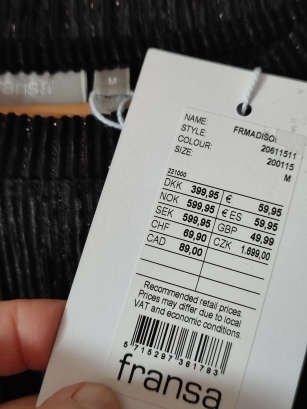 fransa
M
NAME: FRMADISO
STYLE: 20611511
COLOUR: 200115
SIZE: M
221000
DKK 399,95 € 59,95
NOK 599,95 € ES 59,95
SEK 599,95 GBP 49,99
CHF 69,90 CZK 1.699,00
CAD 89,00
Recommended retail prices.
Prices may differ due to local
VAT and economic conditions.
5 715297 361783
fransa